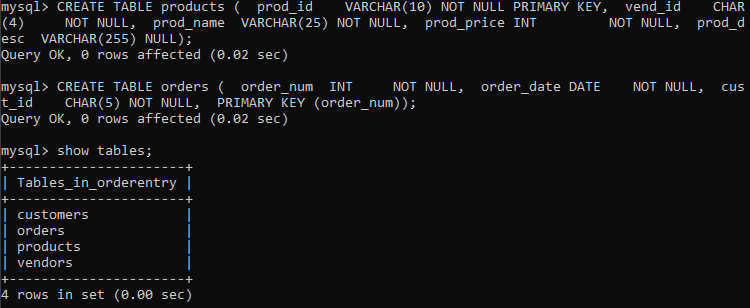 mysql> CREATE TABLE products (  prod_id    VARCHAR(10) NOT NULL PRIMARY KEY,  vend_id    CHAR
(4)     NOT NULL,  prod_name  VARCHAR(25) NOT NULL,  prod_price INT         NOT NULL,  prod_d
esc  VARCHAR(255) NULL);
Query OK, 0 rows affected (0.02 sec)

mysql> CREATE TABLE orders (  order_num  INT     NOT NULL,  order_date DATE    NOT NULL,  cus
t_id    CHAR(5) NOT NULL,  PRIMARY KEY (order_num));
Query OK, 0 rows affected (0.02 sec)

mysql> show tables;
+----------------------+
| Tables_in_orderentry |
+----------------------+
| customers            |
| orders               |
| products             |
| vendors              |
+----------------------+
4 rows in set (0.00 sec)